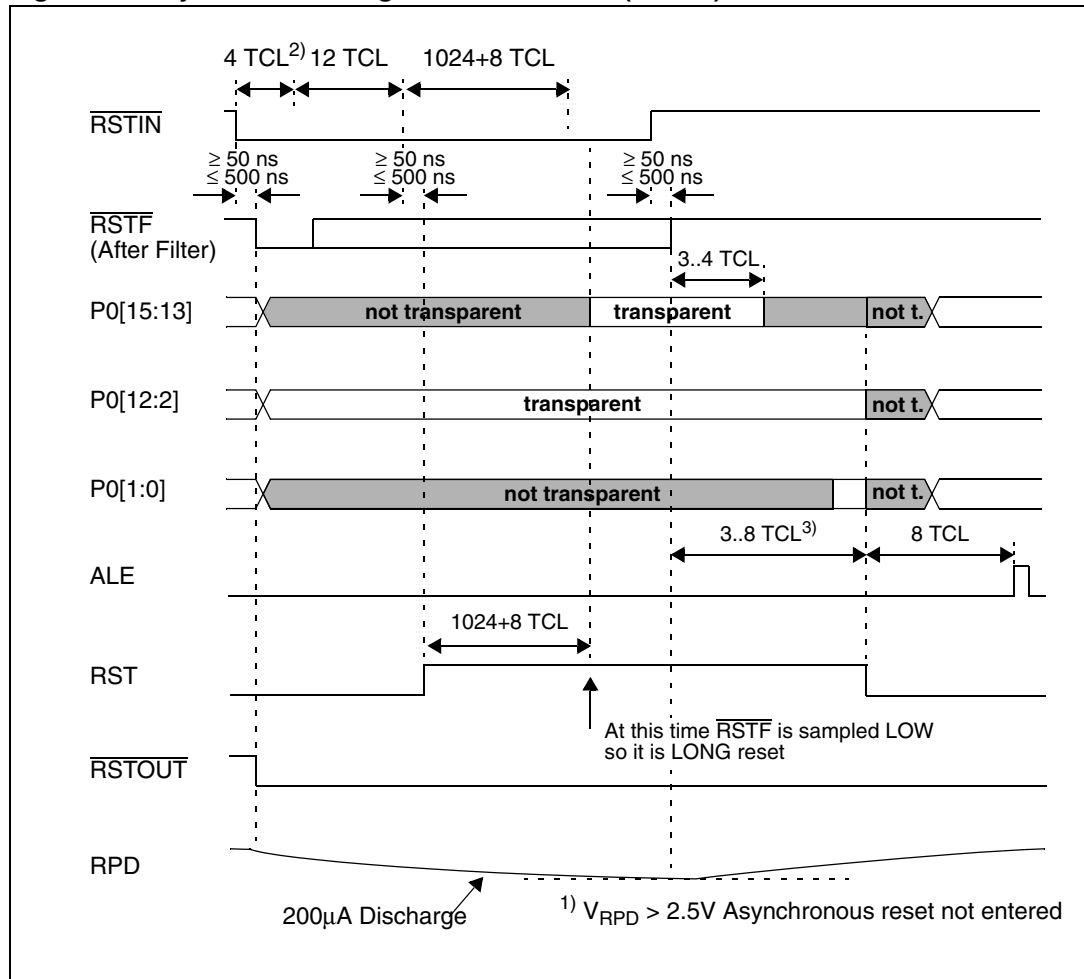 4 TCL2) 12 TCL 1024+8 TCL
RSTIN
≥ 50 ns ≥ 50 ns ≥ 50 ns
≤ 500 ns ≤ 500 ns ≤ 500 ns
RSTF
(After Filter)
3..4 TCL
P0[15:13] not transparent transparent not t.
P0[12:2] transparent not t.
P0[1:0] not transparent not t.
3..8 TCL3) 8 TCL
ALE
1024+8 TCL
RST
At this time RSTF is sampled LOW
so it is LONG reset
RSTOUT
RPD
200μA Discharge 1) VRPD > 2.5V Asynchronous reset not entered